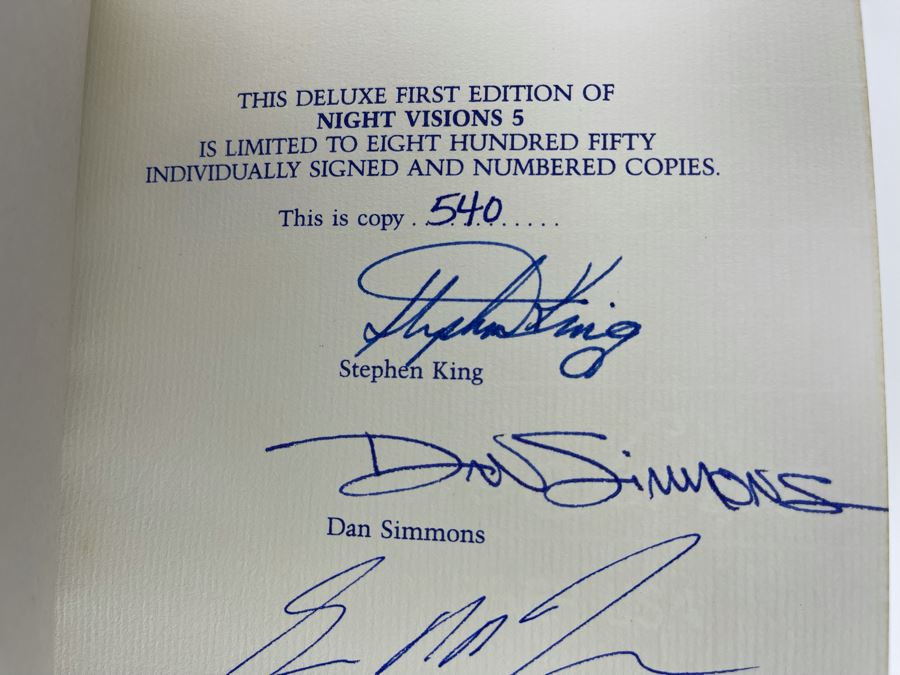 THIS DELUXE FIRST EDITION OF
NIGHT VISIONS 5
IS LIMITED TO EIGHT HUNDRED FIFTY
INDIVIDUALLY SIGNED AND NUMBERED COPIES.
This is copy . 540 . . . . . .
Stephen King
Stephen King
Dan Simmons
Dan Simmons